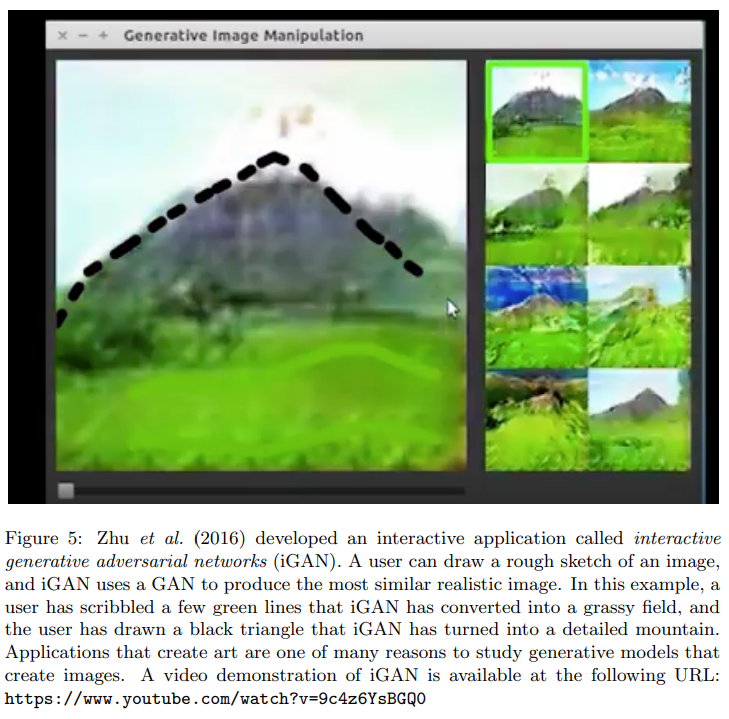 Generative Image Manipulation
Figure 5: Zhu et al. (2016) developed an interactive application called interactive
generative adversarial networks (iGAN). A user can draw a rough sketch of an image,
and iGAN uses a GAN to produce the most similar realistic image. In this example, a
user has scribbled a few green lines that iGAN has converted into a grassy field, and
the user has drawn a black triangle that iGAN has turned into a detailed mountain.
Applications that create art are one of many reasons to study generative models that
create images. A video demonstration of iGAN is available at the following URL:
https://www.youtube.com/watch?v=9c4z6YsBGQ0